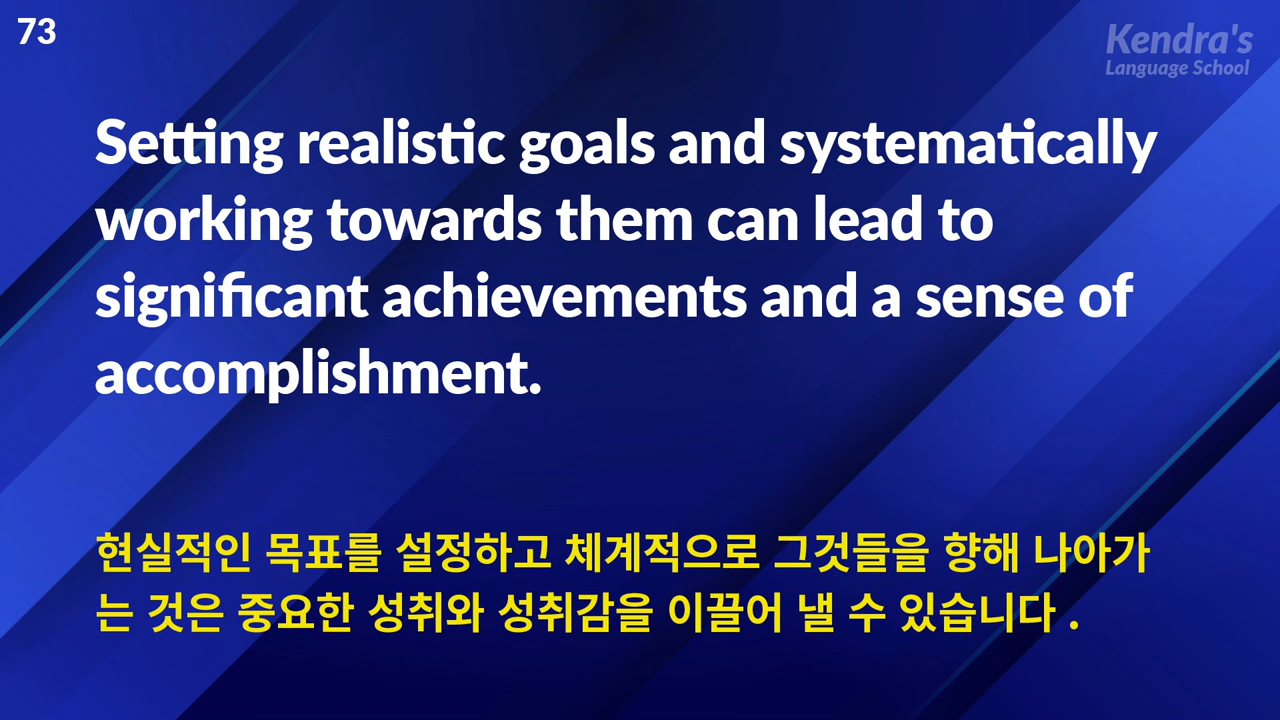 73
Kendra's
Language School
Setting realistic goals and systematically
working towards them can lead to
significant achievements and a sense of
accomplishment.
현실적인 목표를 설정하고 체계적으로 그것들을 향해 나아가
는 것은 중요한 성취와 성취감을 이끌어 낼 수 있습니다 .